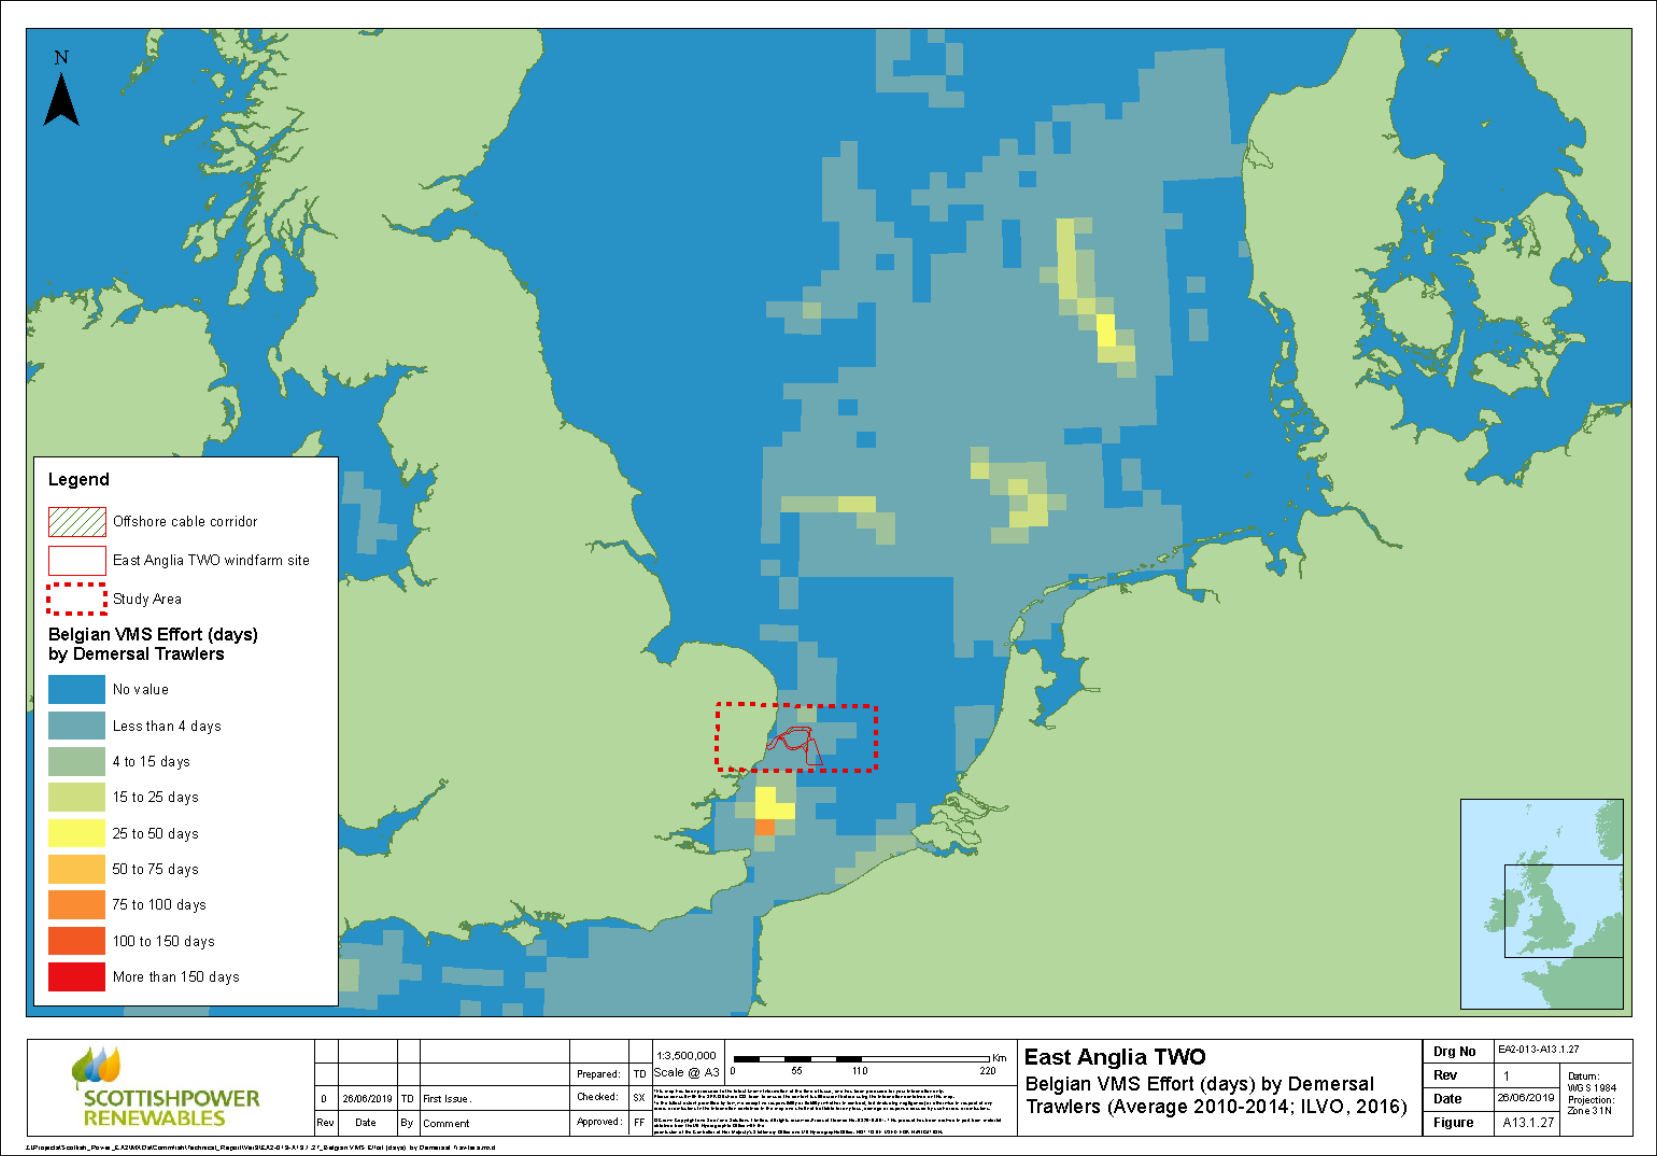 N
Legend
Offshore cable corridor
East Anglia TWO windfarm site
Study Area
Belgian VMS Effort (days)
by Demersal Trawlers
No value
Less than 4 days
4 to 15 days
15 to 25 days
25 to 50 days
50 to 75 days
75 to 100 days
100 to 150 days
More than 150 days
SCOTTISHPOWER
RENEWABLES
0 26/06/2019 TD First Issue.
Rev Date By Comment
Prepared: TD
Checked: SX
Approved: FF
1:3,500,000
Scale @ A3
0 55 110 220 Km
East Anglia TWO
Belgian VMS Effort (days) by Demersal
Trawlers (Average 2010-2014; ILVO, 2016)
Drg No EA2-013-A13.1.27
Rev 1
Date 26/06/2019
Figure A13.1.27
Datum:
WGS 1984
Projection:
Zone 31N